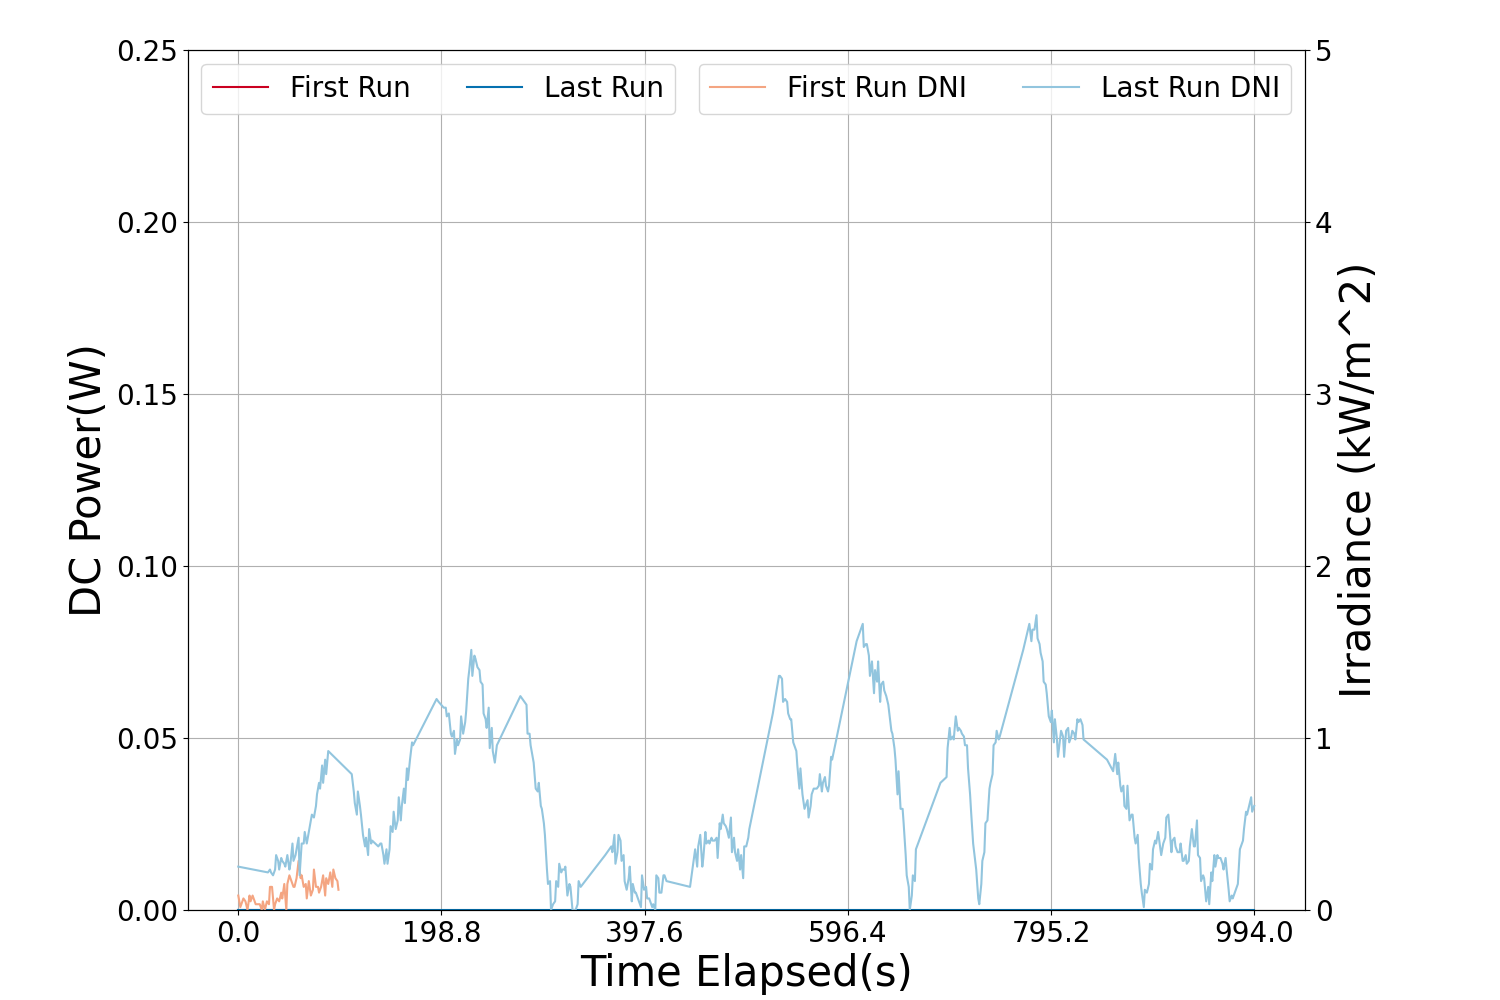 First Run
Last Run
First Run DNI
Last Run DNI
0.25
0.20
0.15
0.10
0.05
0.00
DC Power(W)
5
4
3
2
1
0
Irradiance (kW/m^2)
0.0
198.8
397.6
596.4
795.2
994.0
Time Elapsed(s)